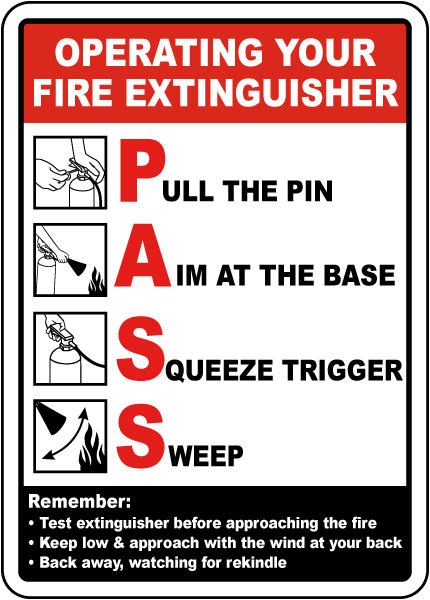 OPERATING YOUR
FIRE EXTINGUISHER
PULL THE PIN
AIM AT THE BASE
SQUEEZE TRIGGER
SWEEP
Remember:
• Test extinguisher before approaching the fire
• Keep low & approach with the wind at your back
• Back away, watching for rekindle